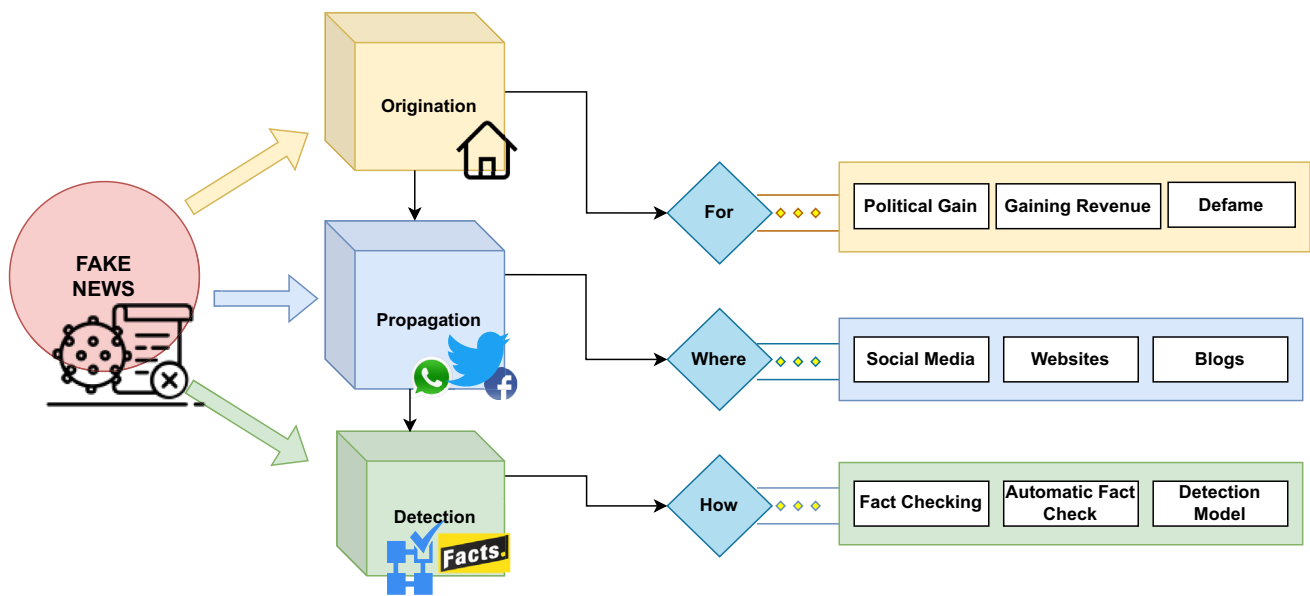 Origination
FAKE
NEWS
For
Political Gain
Gaining Revenue
Defame
Propagation
Where
Social Media
Websites
Blogs
Detection
Facts.
How
Fact Checking
Automatic Fact
Check
Detection
Model